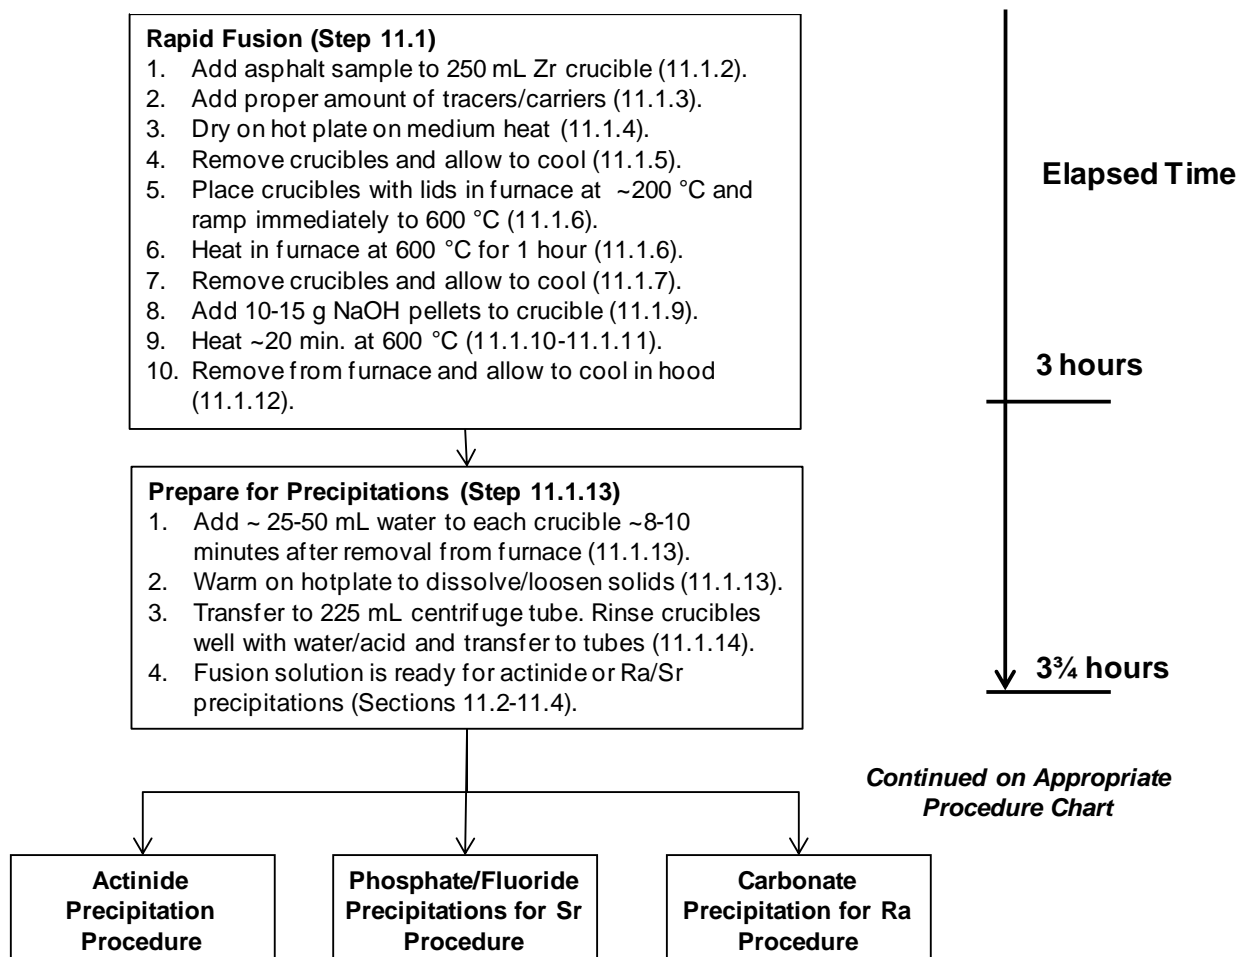 Rapid Fusion (Step 11.1)
1. Add asphalt sample to 250 mL Zr crucible (11.1.2).
2. Add proper amount of tracers/carriers (11.1.3).
3. Dry on hot plate on medium heat (11.1.4).
4. Remove crucibles and allow to cool (11.1.5).
5. Place crucibles with lids in furnace at ~200 °C and
ramp immediately to 600 °C (11.1.6).
6. Heat in furnace at 600 °C for 1 hour (11.1.6).
7. Remove crucibles and allow to cool (11.1.7).
8. Add 10-15 g NaOH pellets to crucible (11.1.9).
9. Heat ~20 min. at 600 °C (11.1.10-11.1.11).
10. Remove from furnace and allow to cool in hood
(11.1.12).
Elapsed Time
3 hours
Prepare for Precipitations (Step 11.1.13)
1. Add ~ 25-50 mL water to each crucible ~8-10
minutes after removal from furnace (11.1.13).
2. Warm on hotplate to dissolve/loosen solids (11.1.13).
3. Transfer to 225 mL centrifuge tube. Rinse crucibles
well with water/acid and transfer to tubes (11.1.14).
4. Fusion solution is ready for actinide or Ra/Sr
precipitations (Sections 11.2-11.4).
3¾ hours
Continued on Appropriate
Procedure Chart
Actinide
Precipitation
Procedure
Phosphate/Fluoride
Precipitations for Sr
Procedure
Carbonate
Precipitation for Ra
Procedure